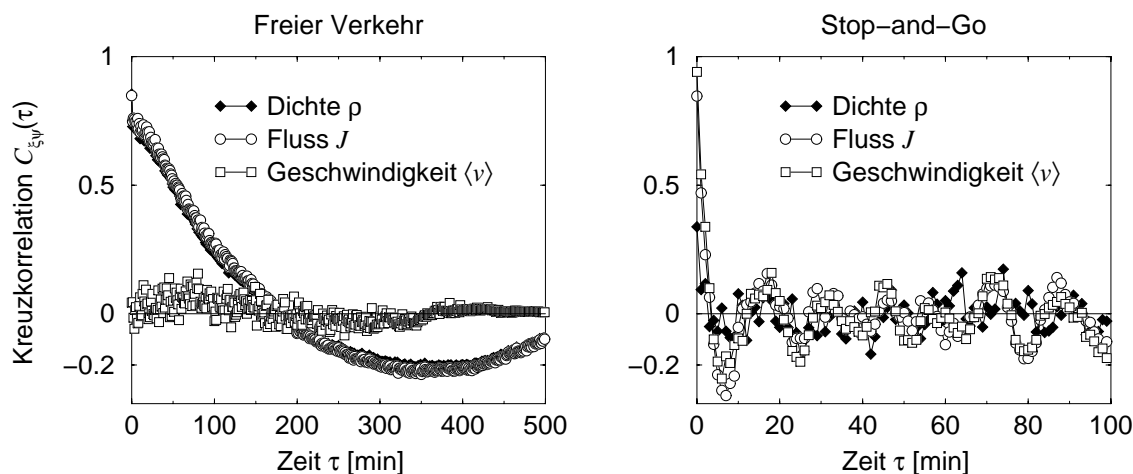 Freier Verkehr
Kreuzkorrelation C_ξψ(τ)
1
0.5
0
−0.2
Dichte ρ
Fluss J
Geschwindigkeit ⟨v⟩
0 100 200 300 400 500
Zeit τ [min]
Stop−and−Go
1
0.5
0
−0.2
Dichte ρ
Fluss J
Geschwindigkeit ⟨v⟩
0 20 40 60 80 100
Zeit τ [min]